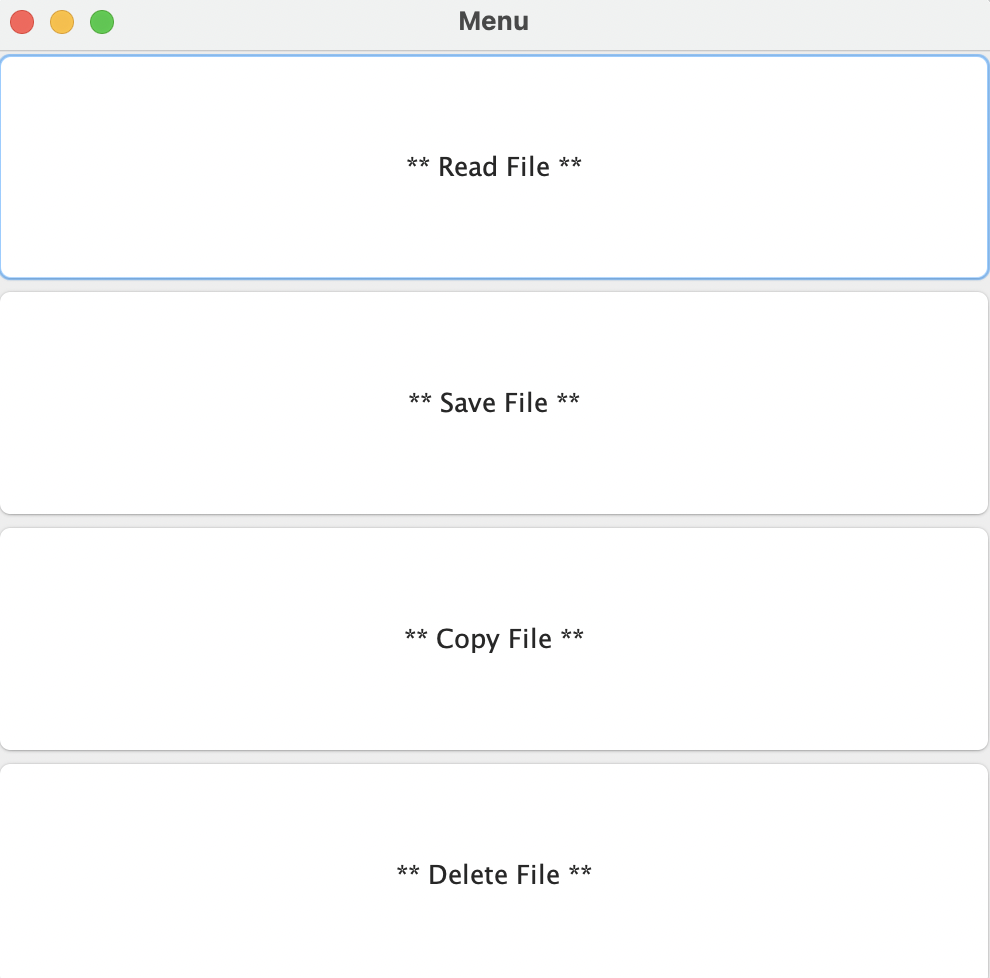 Menu
** Read File **
** Save File **
** Copy File **
** Delete File **